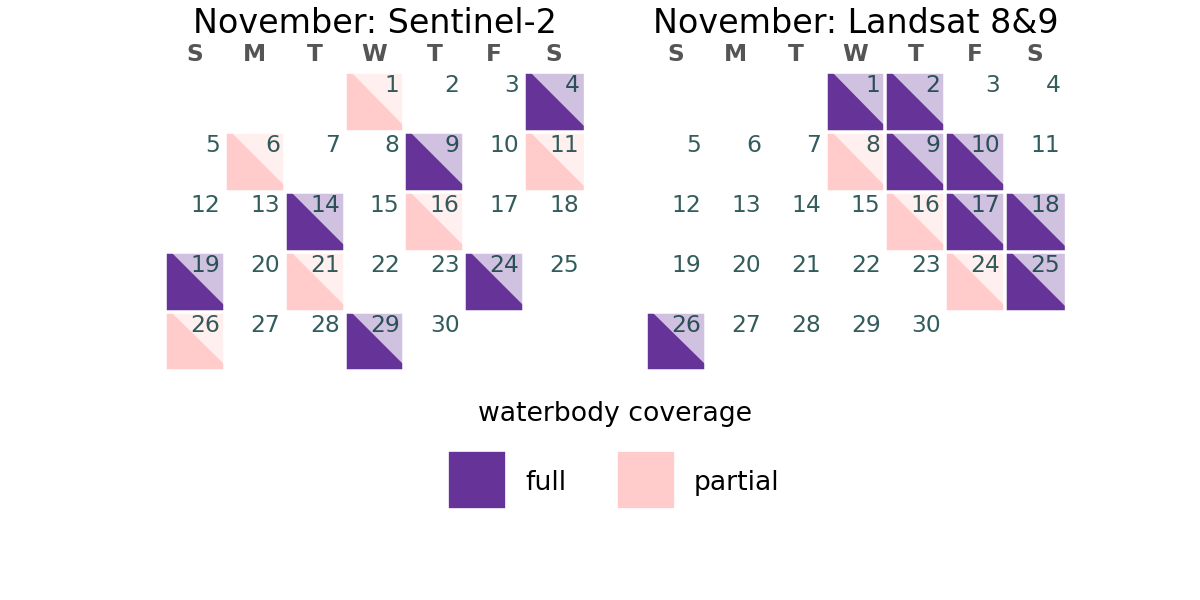 November: Sentinel-2
S M T W T F S
1 2 3 4
5 6 7 8 9 10 11
12 13 14 15 16 17 18
19 20 21 22 23 24 25
26 27 28 29 30
November: Landsat 8&9
S M T W T F S
1 2 3 4
5 6 7 8 9 10 11
12 13 14 15 16 17 18
19 20 21 22 23 24 25
26 27 28 29 30
waterbody coverage
full partial